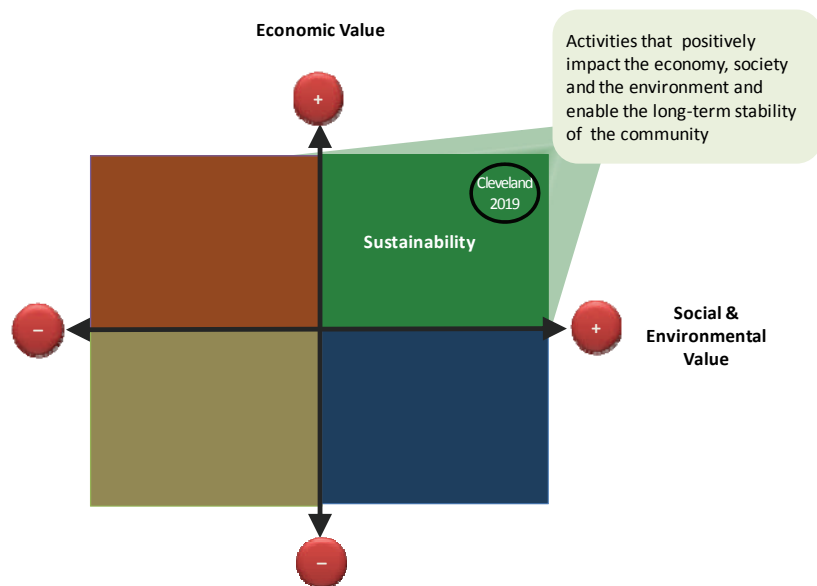 Economic Value
Activities that positively
impact the economy, society
and the environment and
enable the long-term stability
of the community
+
Cleveland
2019
Sustainability
–
+
Social &
Environmental
Value
–